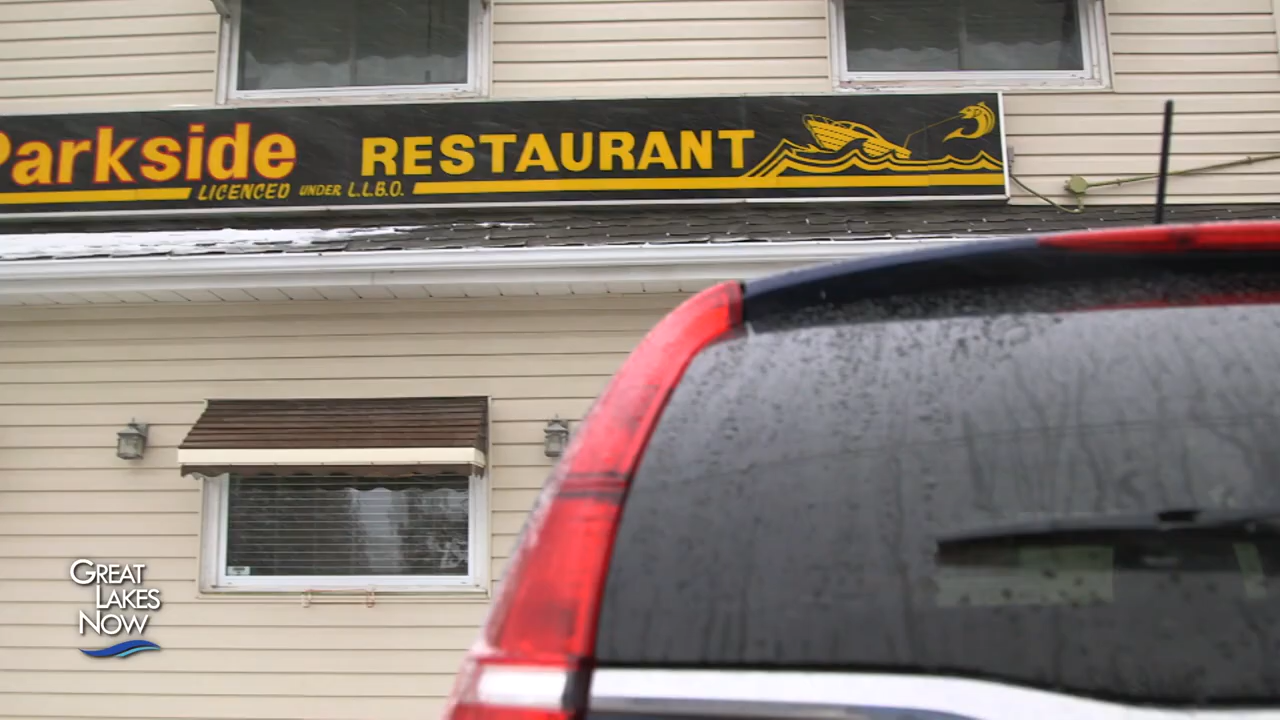 Parkside RESTAURANT
LICENCED UNDER L.L.B.O.
GREAT
LAKES
NOW